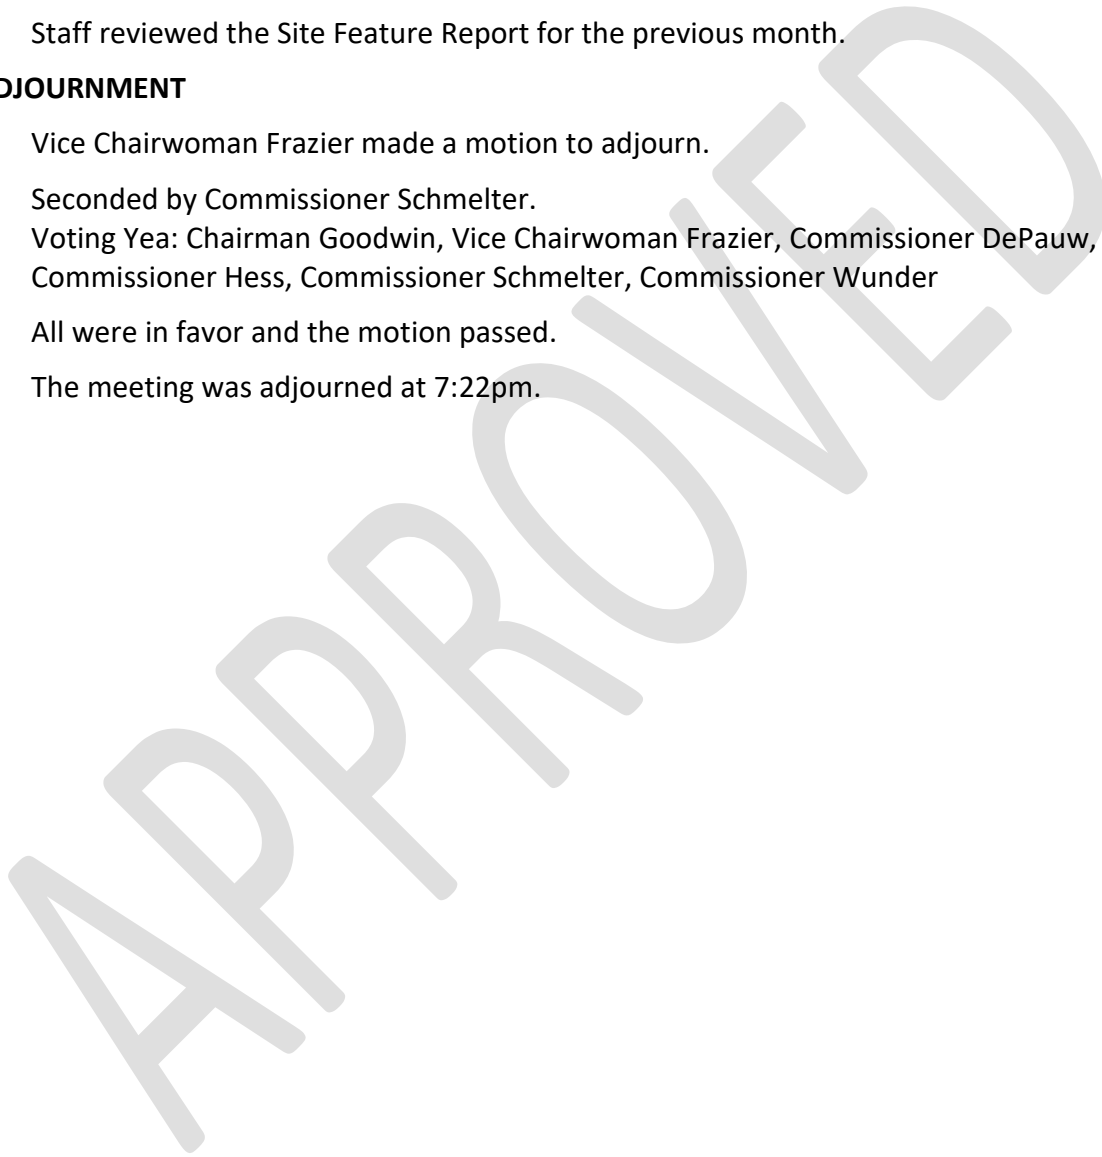 Staff reviewed the Site Feature Report for the previous month.
DJOURNMENT
Vice Chairwoman Frazier made a motion to adjourn.
Seconded by Commissioner Schmelter.
Voting Yea: Chairman Goodwin, Vice Chairwoman Frazier, Commissioner DePauw,
Commissioner Hess, Commissioner Schmelter, Commissioner Wunder
All were in favor and the motion passed.
The meeting was adjourned at 7:22pm.
APPROVED